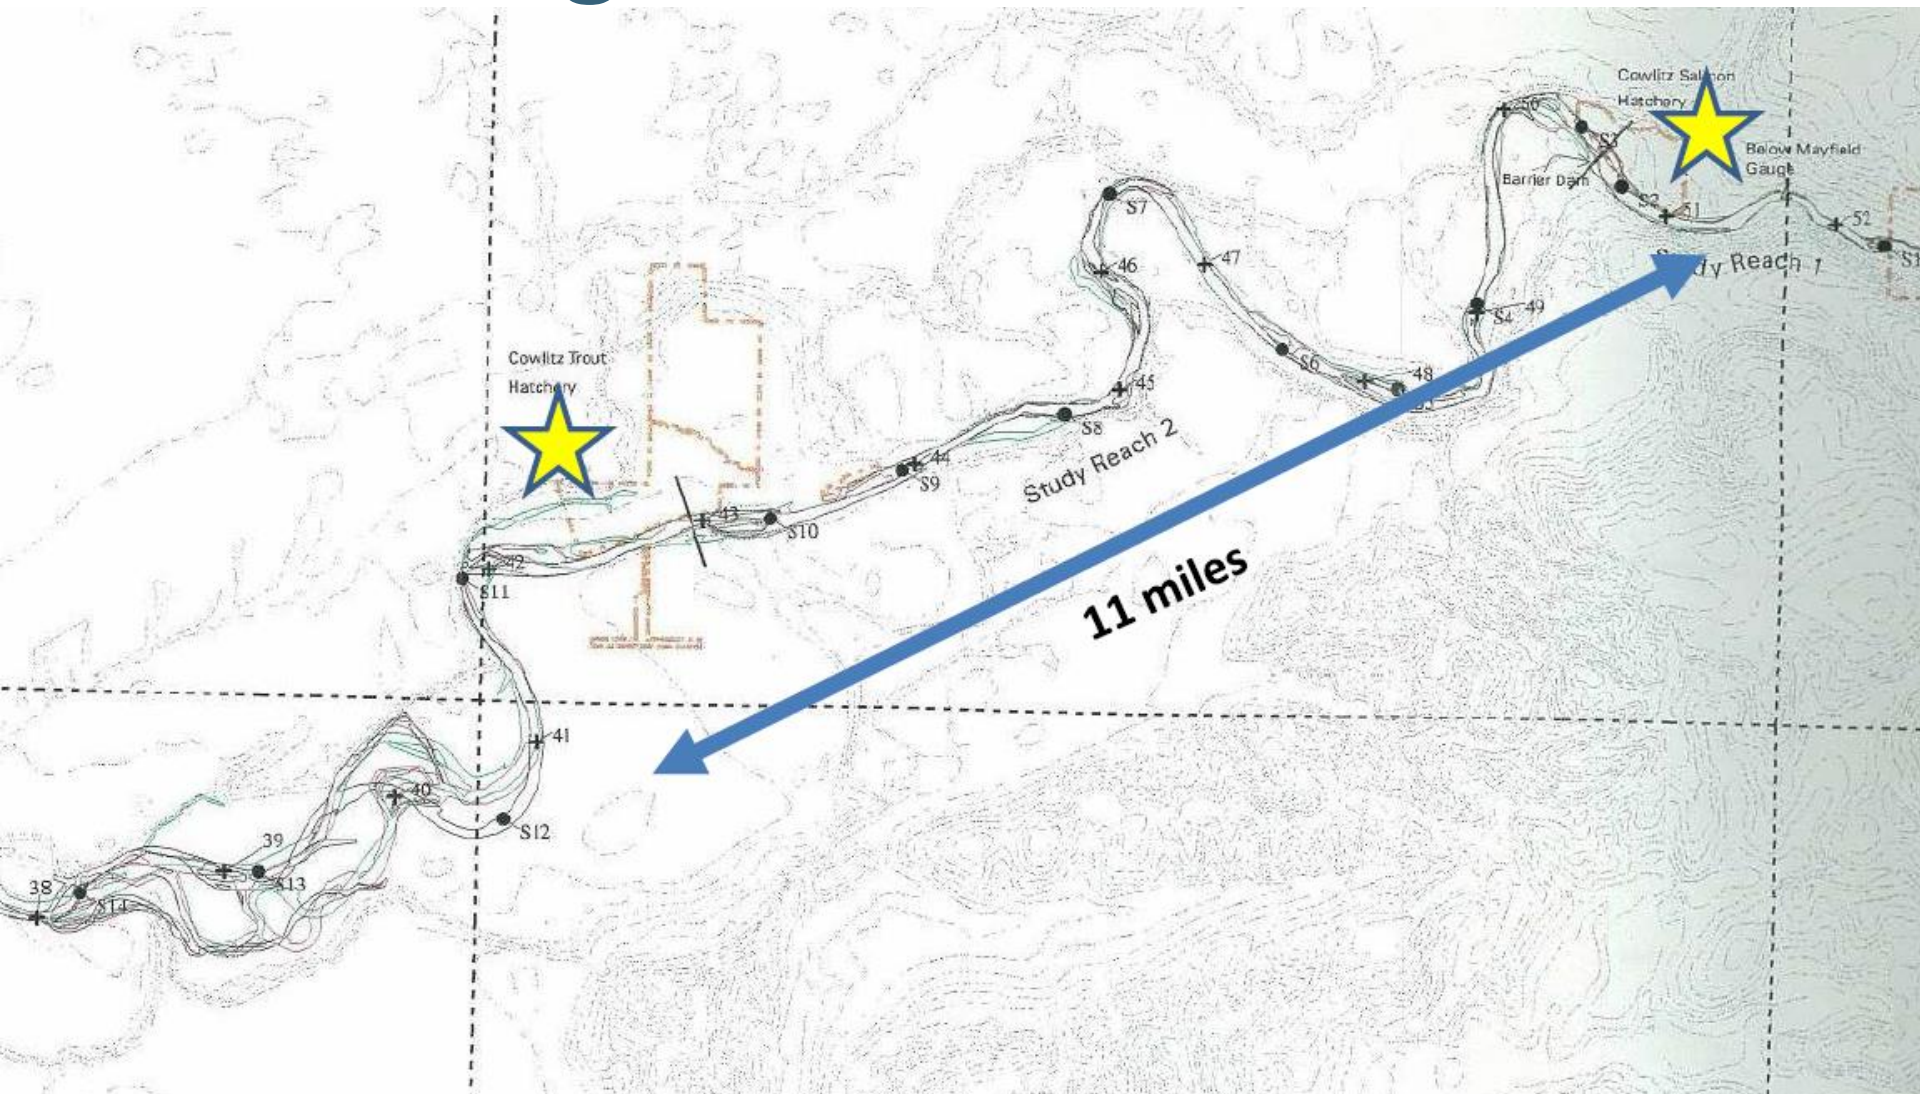 Cowlitz Salmon
Hatchery
50
S3
Below Mayfield
Gauge
Barrier Dam
S2
51
52
S1
Study Reach 1
S7
46
47
S4
49
S6
48
Cowlitz Trout
Hatchery
45
S8
Study Reach 2
44
S9
43
S10
42
S11
11 miles
41
40
S12
39
S13
38
S14